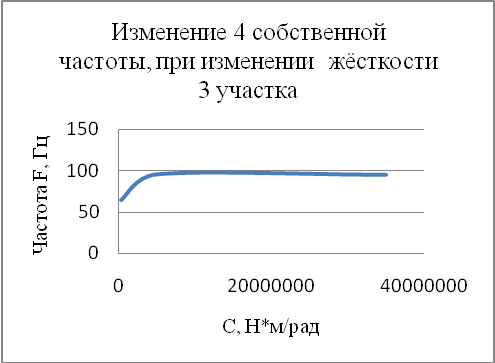 Изменение 4 собственной
частоты, при изменении жёсткости
3 участка
Частота F, Гц
150
100
50
0
0 20000000 40000000
С, Н*м/рад